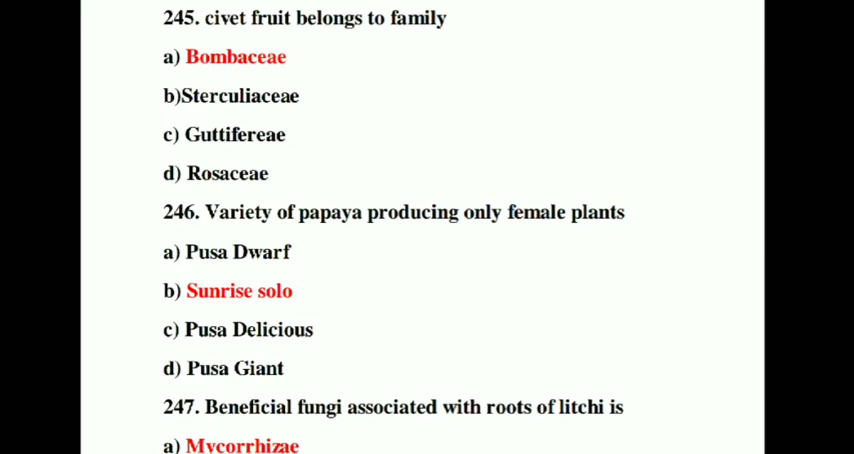 245. civet fruit belongs to family
a) Bombaceae
b)Sterculiaceae
c) Guttifereae
d) Rosaceae
246. Variety of papaya producing only female plants
a) Pusa Dwarf
b) Sunrise solo
c) Pusa Delicious
d) Pusa Giant
247. Beneficial fungi associated with roots of litchi is
a) Mycorrhizae